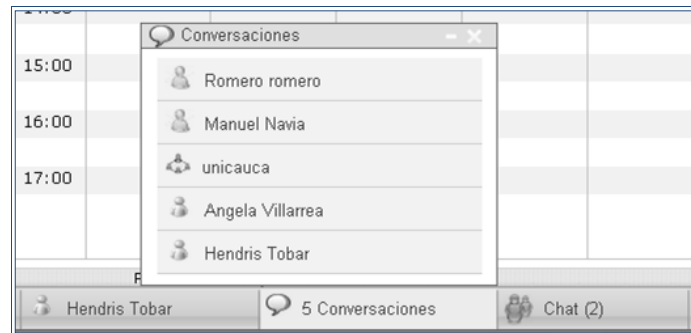 Conversaciones
15:00
Romero romero
16:00
Manuel Navia
unicauca
17:00
Angela Villarrea
Hendris Tobar
Hendris Tobar
5 Conversaciones
Chat (2)